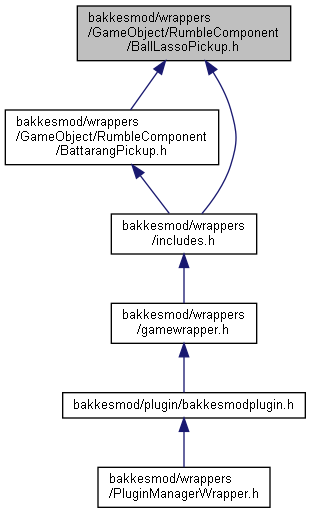 bakkesmod/wrappers
/GameObject/RumbleComponent
/BallLassoPickup.h
bakkesmod/wrappers
/GameObject/RumbleComponent
/BattarangPickup.h
bakkesmod/wrappers
/includes.h
bakkesmod/wrappers
/gamewrapper.h
bakkesmod/plugin/bakkesmodplugin.h
bakkesmod/wrappers
/PluginManagerWrapper.h